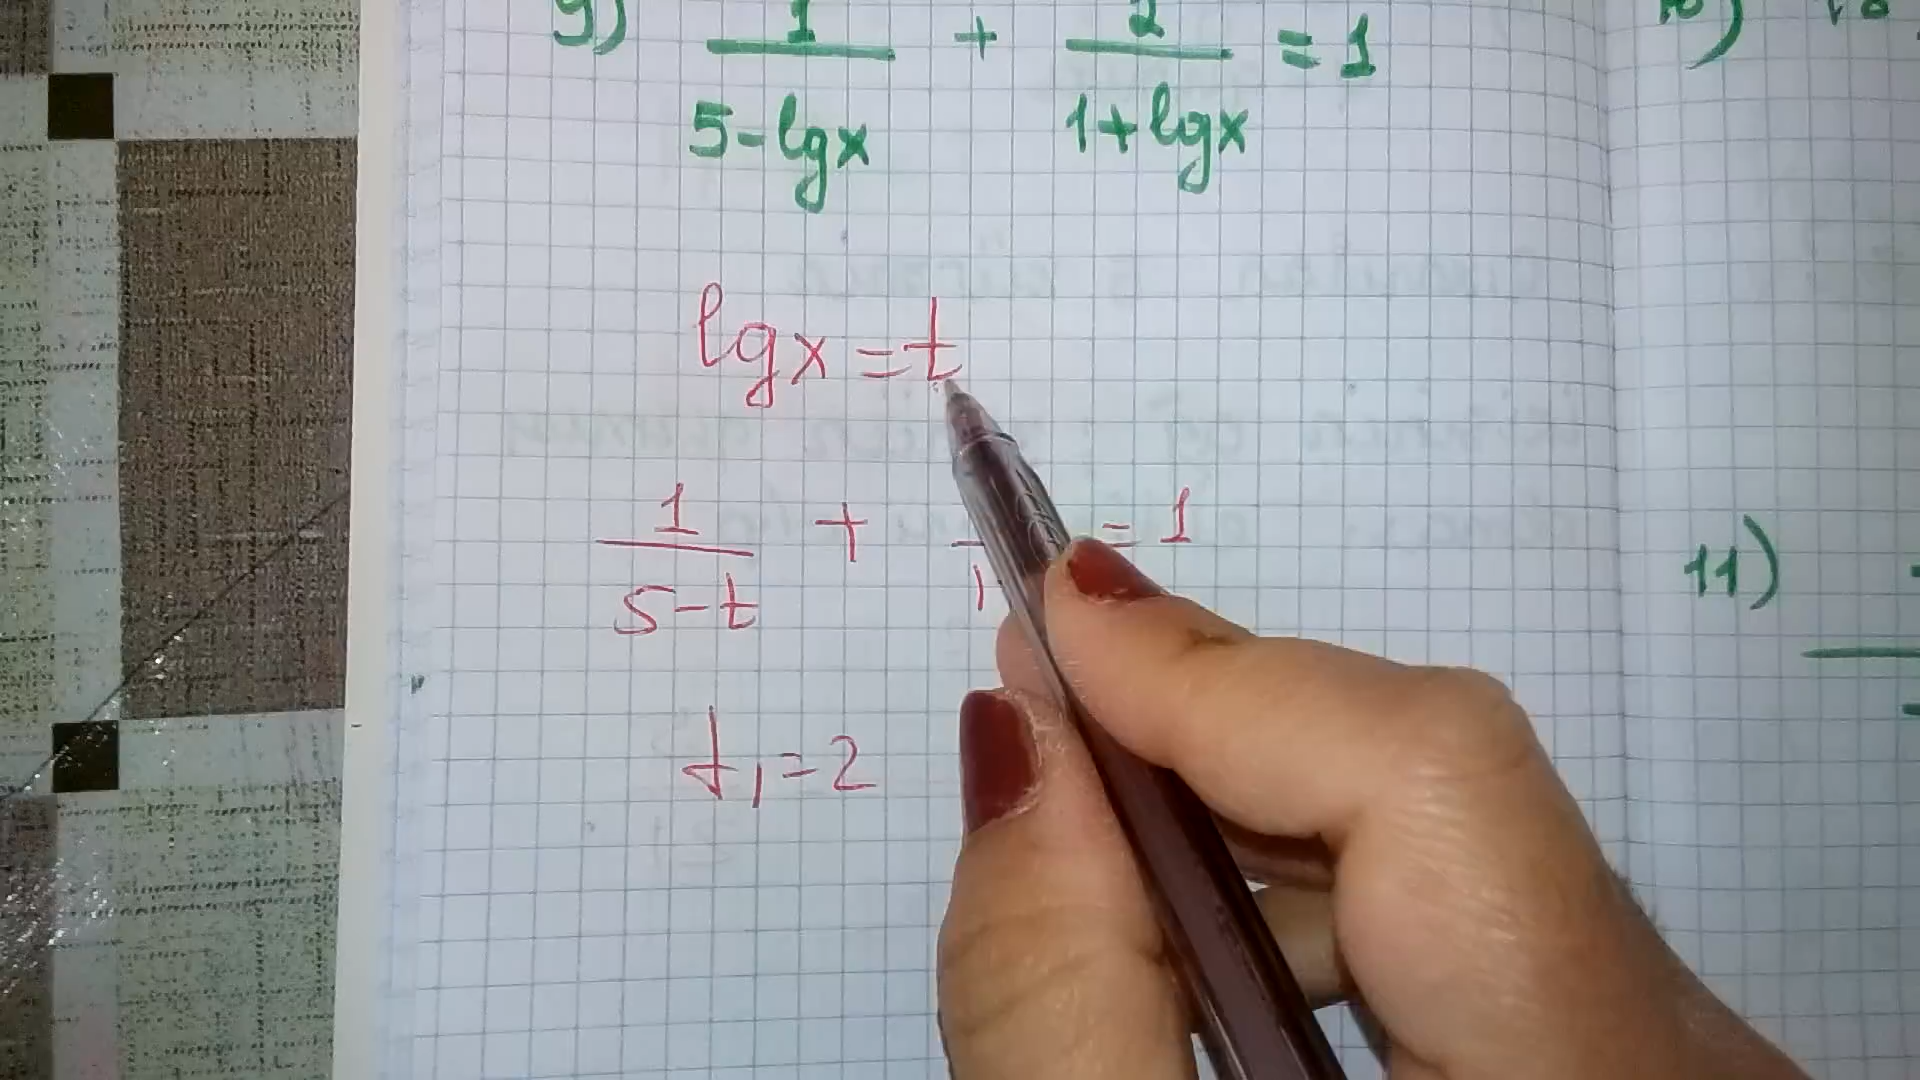 9) 1/(5-lgx) + 2/(1+lgx) = 1
lgx = t
1/(5-t) + = 1
t₁ = 2
11)